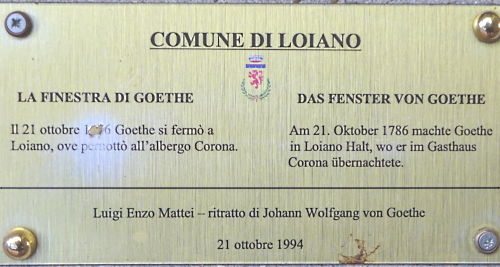 COMUNE DI LOIANO
LA FINESTRA DI GOETHE
Il 21 ottobre Goethe si fermò a
Loiano, ove pernottò all'albergo Corona.
DAS FENSTER VON GOETHE
Am 21. Oktober 1786 machte Goethe
in Loiano Halt, wo er im Gasthaus
Corona übernachtete.
Luigi Enzo Mattei – ritratto di Johann Wolfgang von Goethe
21 ottobre 1994